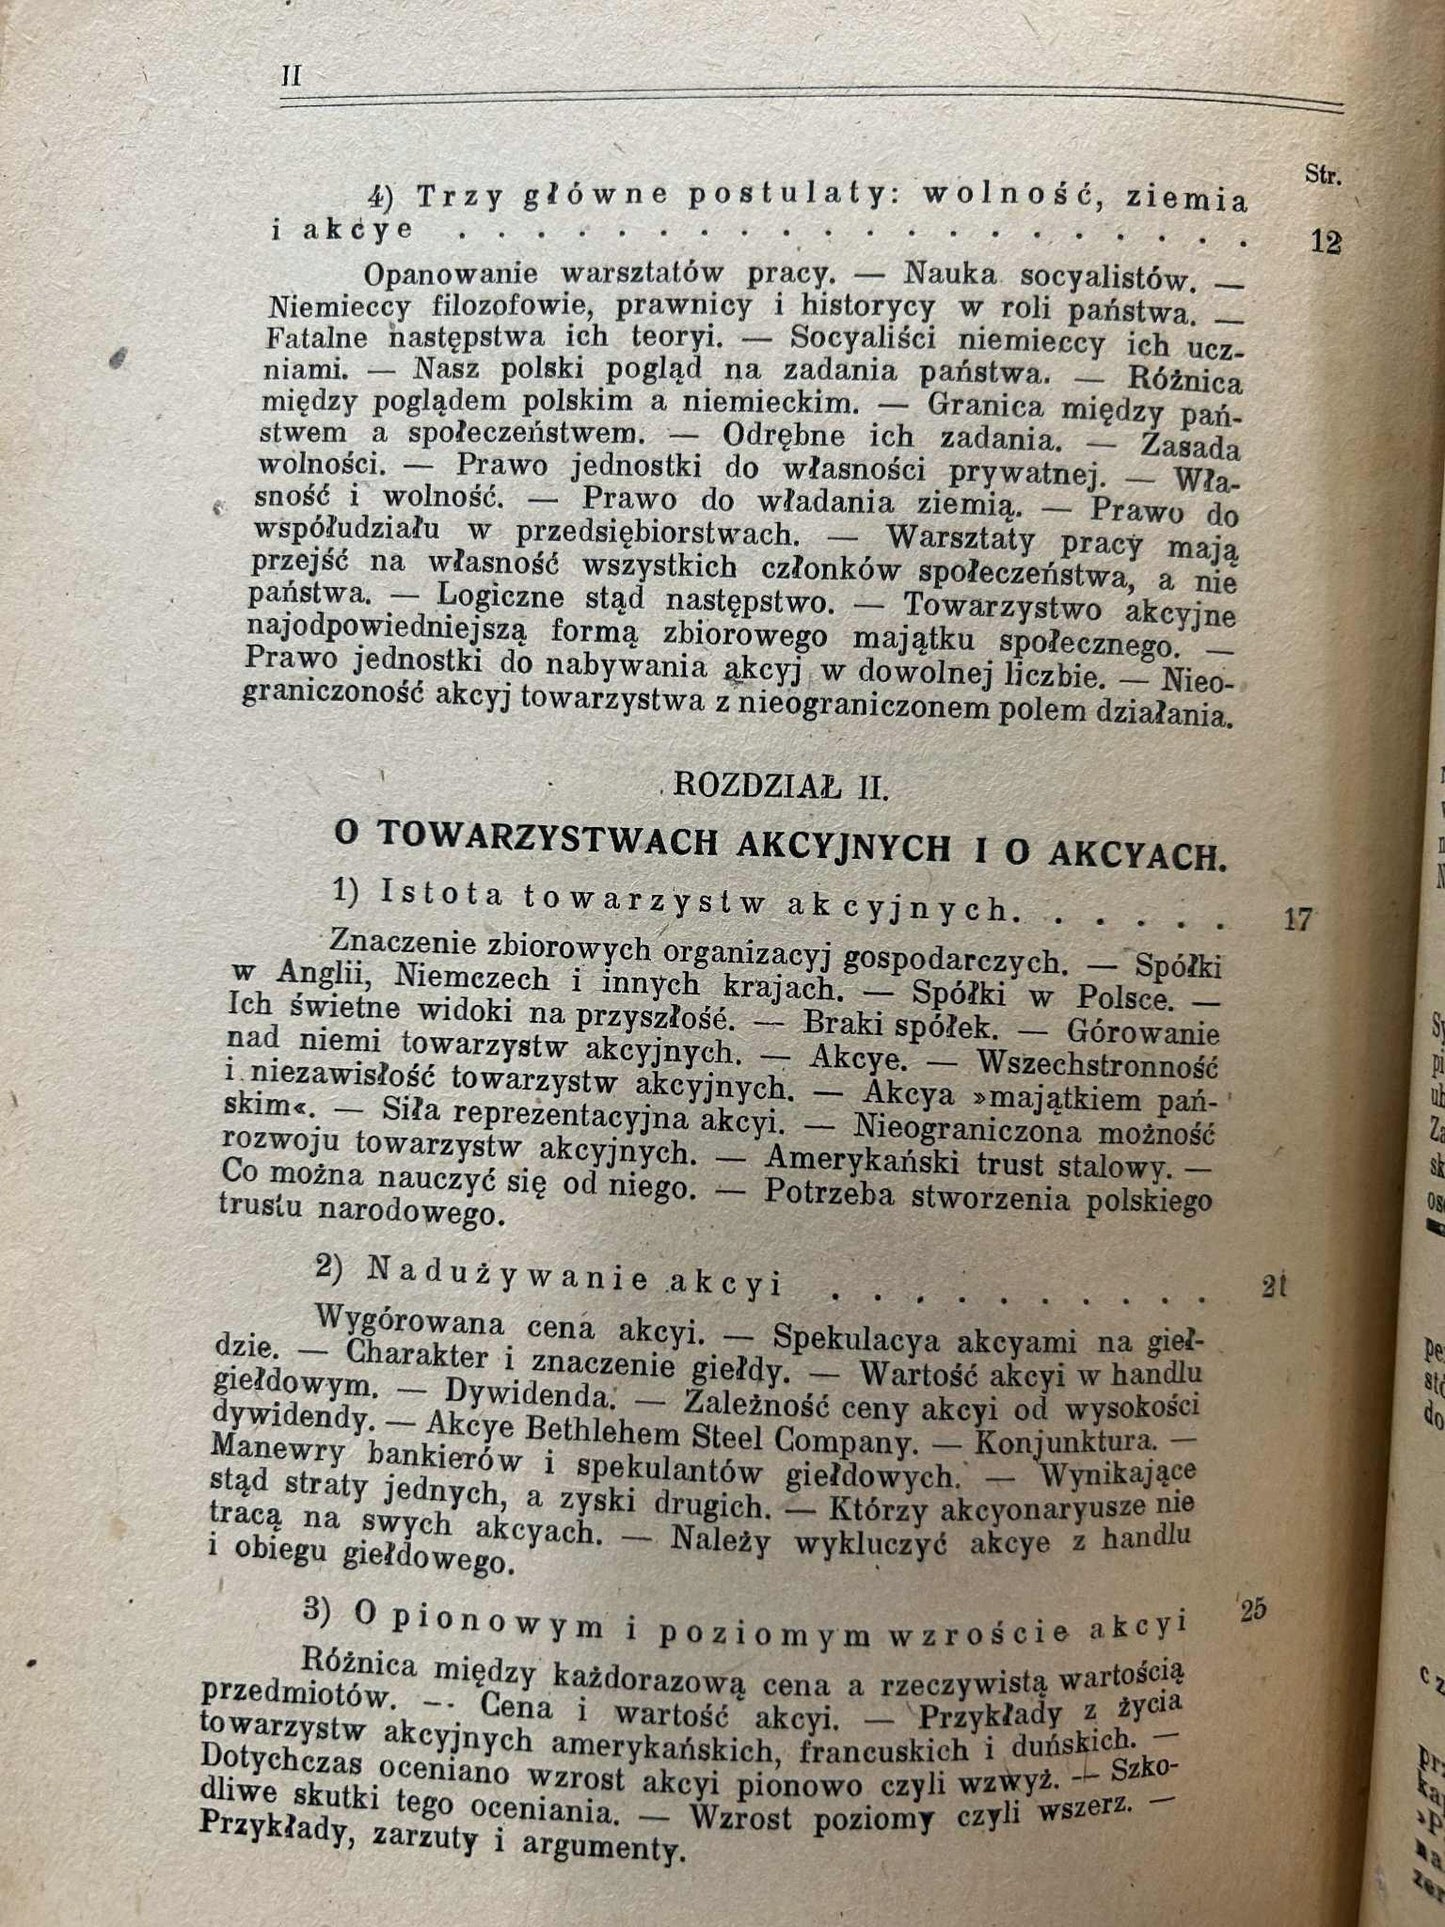 II
Str.
4) Trzy główne postulaty: wolność, ziemia
i akcye . . . . . . . . . . . . . . . . . . . . 12
Opanowanie warsztatów pracy. — Nauka socyalistów. —
Niemieccy filozofowie, prawnicy i historycy w roli państwa. —
Fatalne następstwa ich teoryi. — Socyaliści niemieccy ich ucz-
niami. — Nasz polski pogląd na zadania państwa. — Różnica
między poglądem polskim a niemieckim. — Granica między pań-
stwem a społeczeństwem. — Odrębne ich zadania. — Zasada
wolności. — Prawo jednostki do własności prywatnej. — Wła-
sność i wolność. — Prawo do władania ziemią. — Prawo do
współudziału w przedsiębiorstwach. — Warsztaty pracy mają
przejść na własność wszystkich członków społeczeństwa, a nie
państwa. — Logiczne stąd następstwo. — Towarzystwo akcyjne
najodpowiedniejszą formą zbiorowego majątku społecznego. —
Prawo jednostki do nabywania akcyj w dowolnej liczbie. — Nieo-
graniczoność akcyj towarzystwa z nieograniczonem polem działania.
ROZDZIAŁ II.
O TOWARZYSTWACH AKCYJNYCH I O AKCYACH.
1) Istota towarzystw akcyjnych. . . . . . 17
Znaczenie zbiorowych organizacyj gospodarczych. — Spółki
w Anglii, Niemczech i innych krajach. — Spółki w Polsce. —
Ich świetne widoki na przyszłość. — Braki spółek. — Górowanie
nad niemi towarzystw akcyjnych. — Akcye. — Wszechstronność
i niezawisłość towarzystw akcyjnych. — Akcya »majątkiem pań-
skim«. — Siła reprezentacyjna akcyi. — Nieograniczona możność
rozwoju towarzystw akcyjnych. — Amerykański trust stalowy. —
Co można nauczyć się od niego. — Potrzeba stworzenia polskiego
trustu narodowego.
2) Nadużywanie akcyi . . . . . . . . . . 21
Wygórowana cena akcyi. — Spekulacya akcyami na gieł-
dzie. — Charakter i znaczenie giełdy. — Wartość akcyi w handlu
giełdowym. — Dywidenda. — Zależność ceny akcyi od wysokości
dywidendy. — Akcye Bethlehem Steel Company. — Konjunktura. —
Manewry bankierów i spekulantów giełdowych. — Wynikające
stąd straty jednych, a zyski drugich. — Którzy akcyonaryusze nie
tracą na swych akcyach. — Należy wykluczyć akcye z handlu
i obiegu giełdowego.
3) O pionowym i poziomym wzroście akcyi 25
Różnica między każdorazową cena a rzeczywistą wartością
przedmiotów. — Cena i wartość akcyi. — Przykłady z życia
towarzystw akcyjnych amerykańskich, francuskich i duńskich. —
Dotychczas oceniano wzrost akcyi pionowo czyli wzwyż. — Szko-
dliwe skutki tego oceniania. — Wzrost poziomy czyli wszerz. —
Przykłady, zarzuty i argumenty.